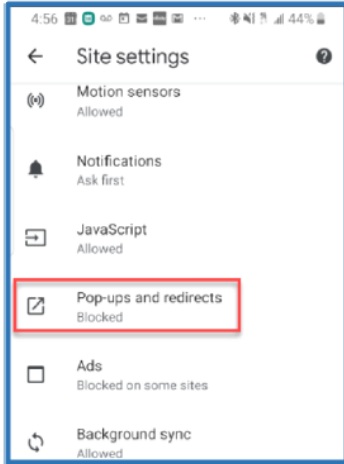 4:56 44%
Site settings
Motion sensors
Allowed
Notifications
Ask first
JavaScript
Allowed
Pop-ups and redirects
Blocked
Ads
Blocked on some sites
Background sync
Allowed